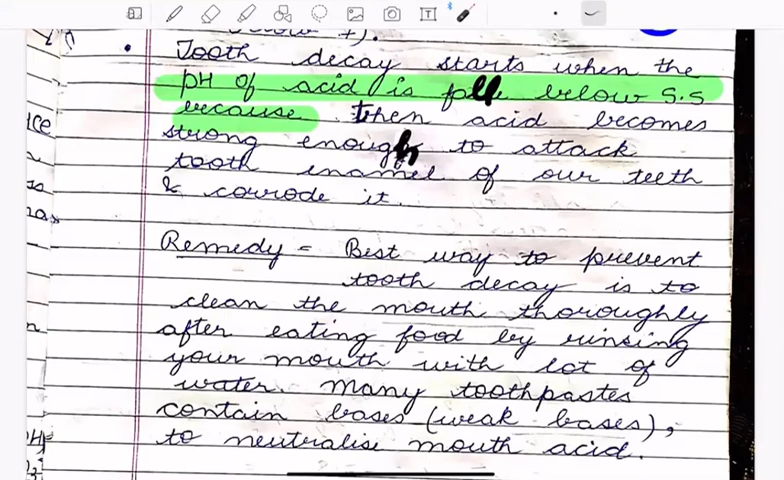 below 7).
• Tooth decay starts when the
pH of acid is fall below 5.5
because then acid becomes
strong enough to attack
tooth enamel of our teeth
& corrode it.
Remedy = Best way to prevent
tooth decay is to
clean the mouth thoroughly
after eating food by rinsing
your mouth with lot of
water. Many toothpastes
contain bases (weak bases),
to neutralise mouth acid.